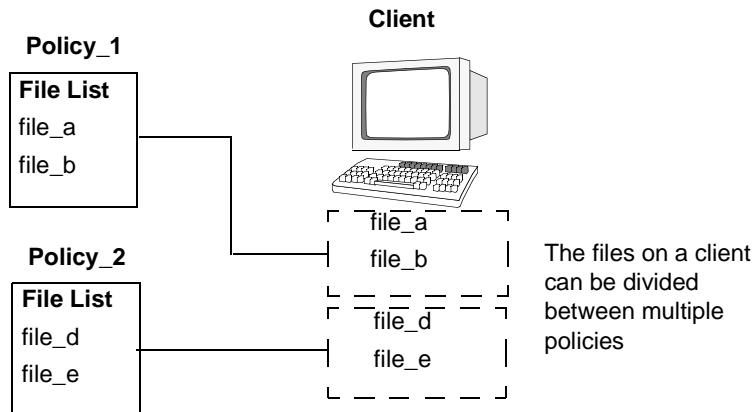 Client
Policy_1
File List
file_a
file_b
file_a
file_b
Policy_2
File List
file_d
file_e
file_d
file_e
The files on a client
can be divided
between multiple
policies